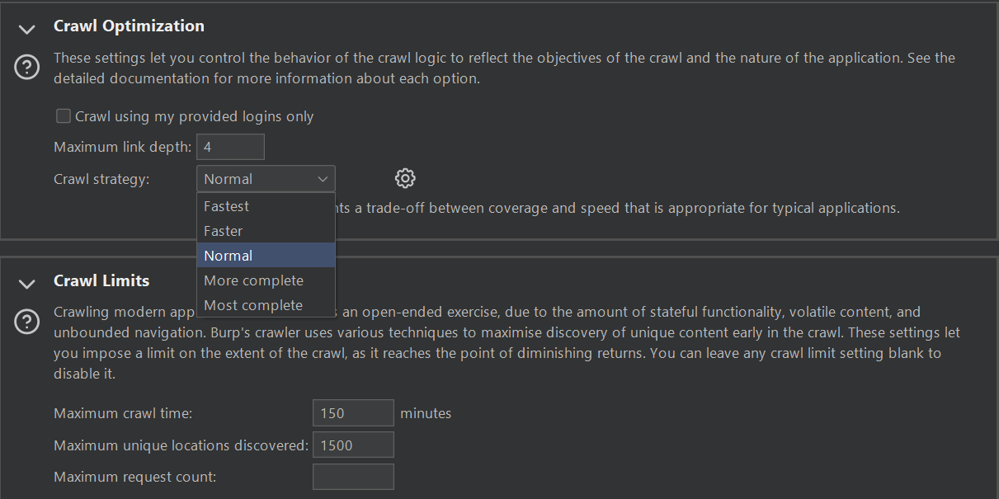 Crawl Optimization
These settings let you control the behavior of the crawl logic to reflect the objectives of the crawl and the nature of the application. See the
detailed documentation for more information about each option.
Crawl using my provided logins only
Maximum link depth: 4
Crawl strategy: Normal
Fastest
a trade-off between coverage and speed that is appropriate for typical applications.
Faster
Normal
More complete
Most complete
Crawl Limits
Crawling modern an open-ended exercise, due to the amount of stateful functionality, volatile content, and
unbounded navigation. Burp's crawler uses various techniques to maximise discovery of unique content early in the crawl. These settings let
you impose a limit on the extent of the crawl, as it reaches the point of diminishing returns. You can leave any crawl limit setting blank to
disable it.
Maximum crawl time: 150 minutes
Maximum unique locations discovered: 1500
Maximum request count: